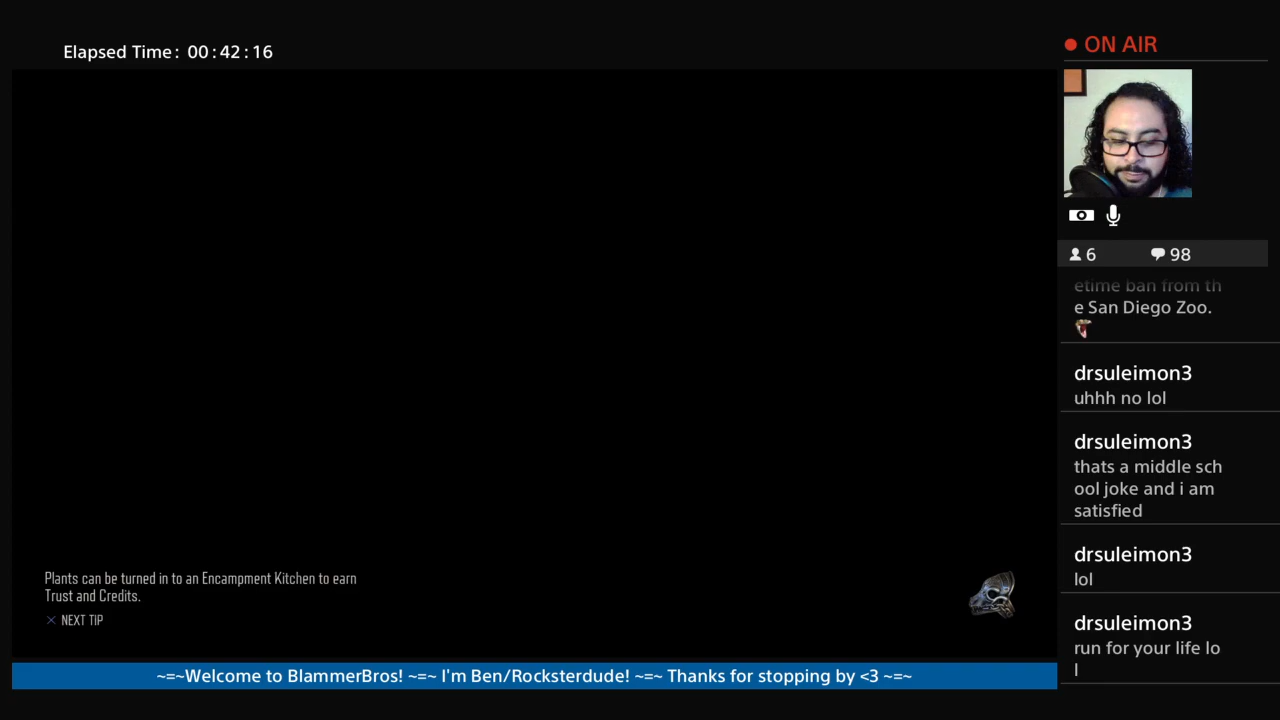 Elapsed Time: 00:42:16
ON AIR
6 98
etime ban from th
e San Diego Zoo.
drsuleimon3
uhhh no lol
drsuleimon3
thats a middle sch
ool joke and i am
satisfied
drsuleimon3
lol
drsuleimon3
run for your life lo
l
Plants can be turned in to an Encampment Kitchen to earn
Trust and Credits.
NEXT TIP
~=~Welcome to BlammerBros! ~=~ I'm Ben/Rocksterdude! ~=~ Thanks for stopping by <3 ~=~